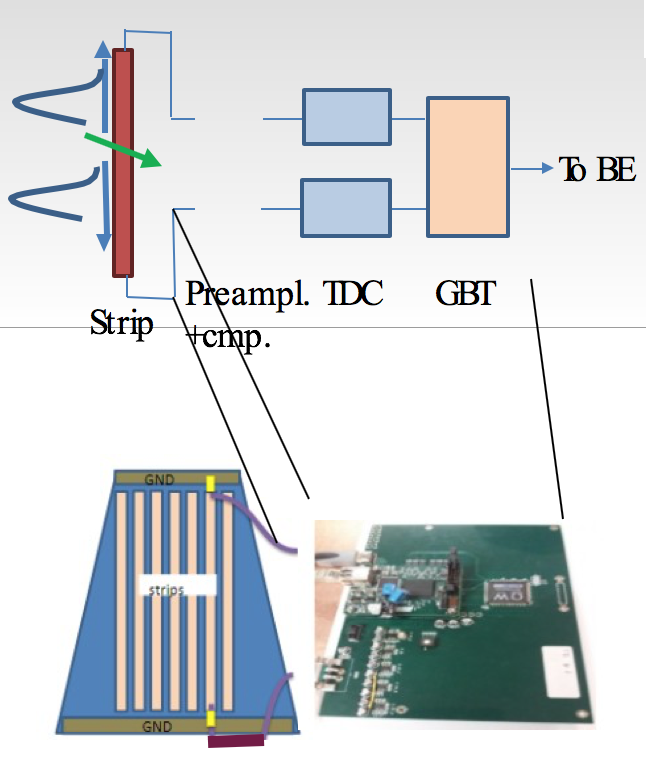 To BE
Preampl. TDC GBT
Strip +cmp.
GND
strips
GND